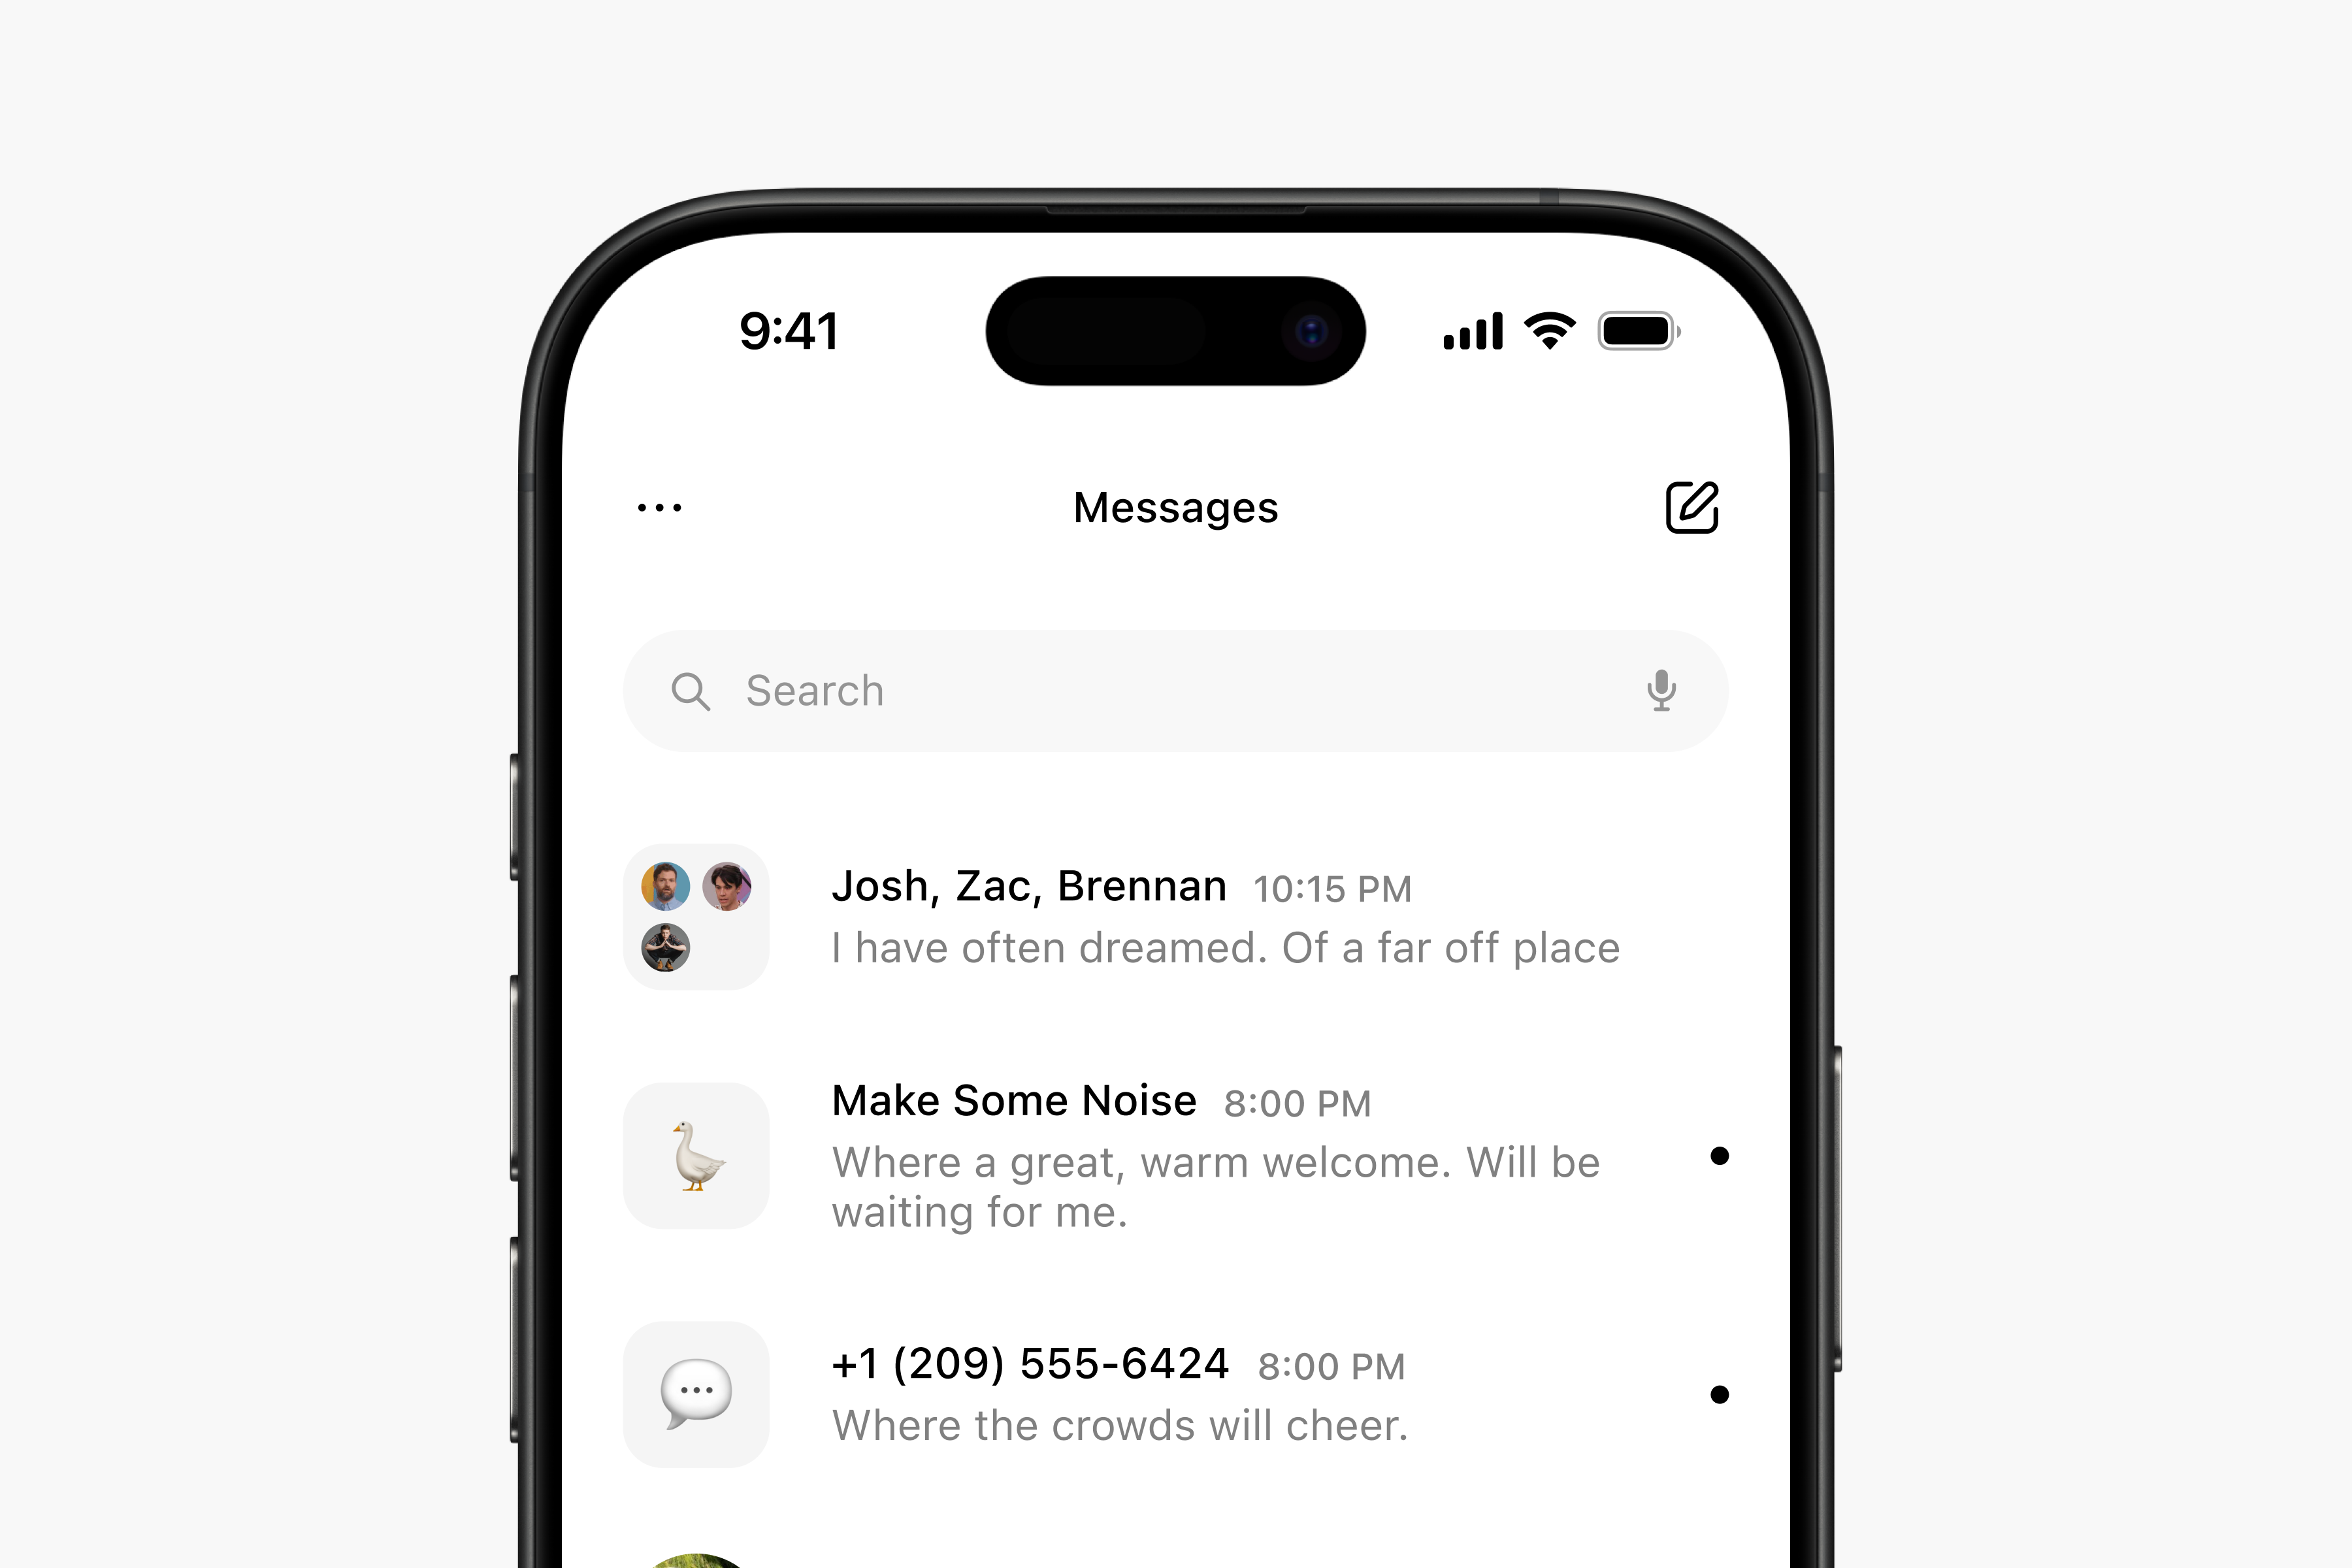 9:41
Messages
Search
Josh, Zac, Brennan 10:15 PM
I have often dreamed. Of a far off place
Make Some Noise 8:00 PM
Where a great, warm welcome. Will be
waiting for me.
+1 (209) 555-6424 8:00 PM
Where the crowds will cheer.